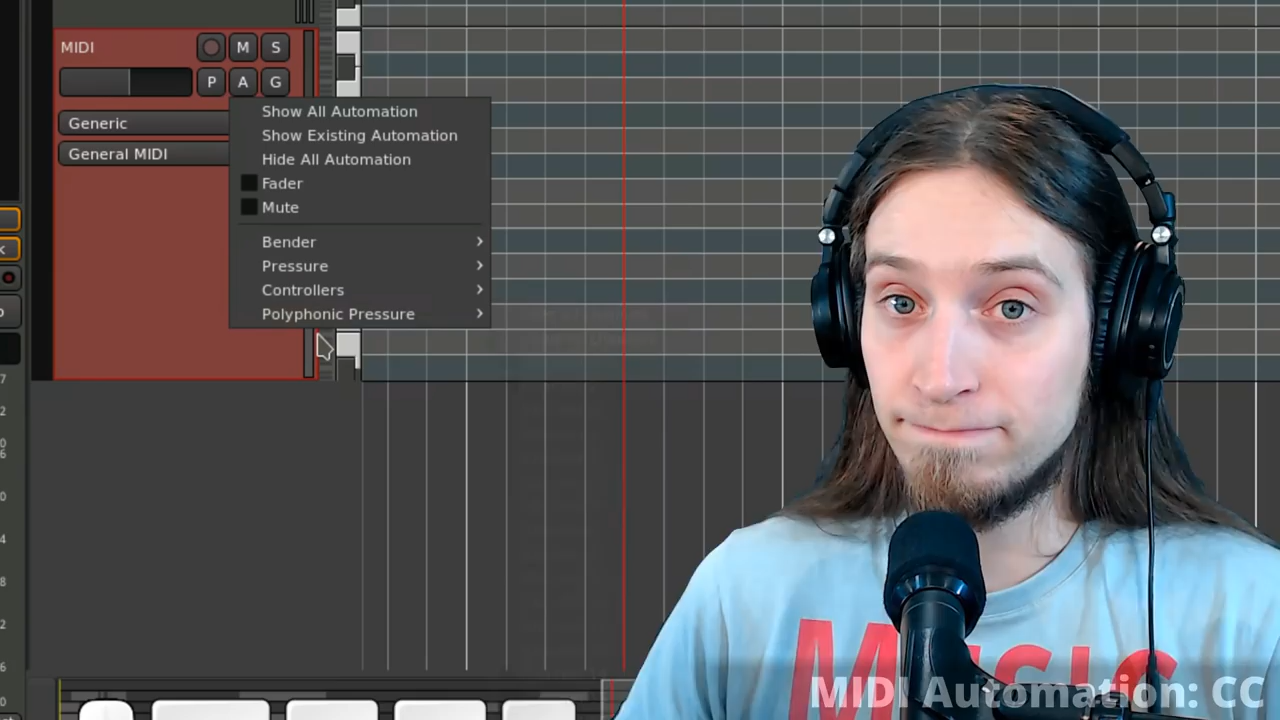 MIDI
M S
P A G
Generic
General MIDI
Show All Automation
Show Existing Automation
Hide All Automation
Fader
Mute
Bender
Pressure
Controllers
Polyphonic Pressure
MUSIC
MIDI Automation: CC